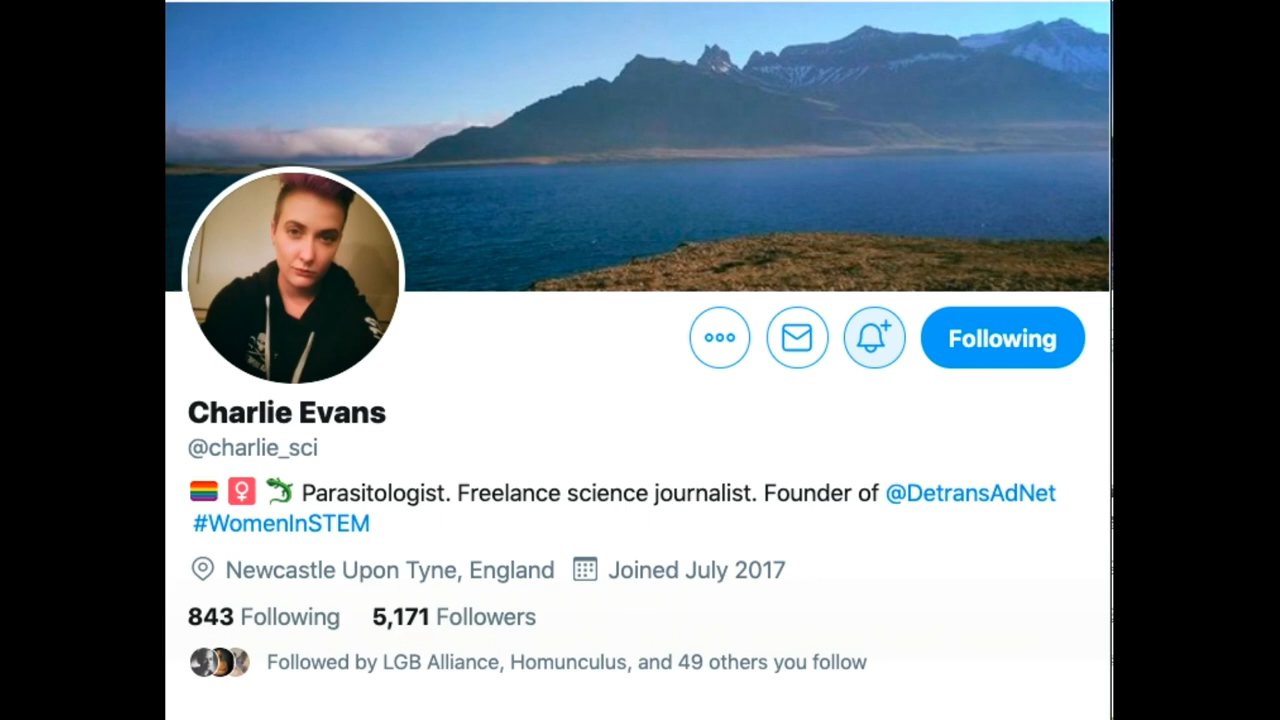 Following
Charlie Evans
@charlie_sci
Parasitologist. Freelance science journalist. Founder of @DetransAdNet
#WomenInSTEM
Newcastle Upon Tyne, England Joined July 2017
843 Following 5,171 Followers
Followed by LGB Alliance, Homunculus, and 49 others you follow